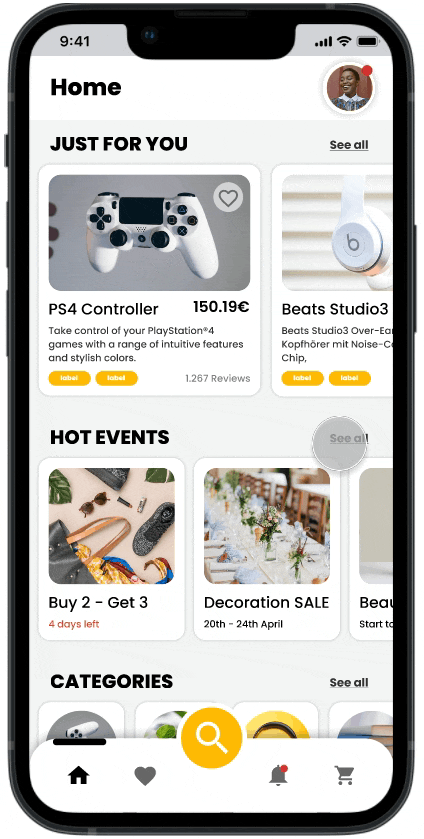 9:41
Home
JUST FOR YOU
See all
PS4 Controller
150.19€
Take control of your PlayStation®4
games with a range of intuitive features
and stylish colors.
label
label
1.267 Reviews
b
Beats Studio3
Beats Studio3 Over-Ear
Kopfhörer mit Noise-C
Chip,
label
label
HOT EVENTS
See all
Buy 2 - Get 3
4 days left
Decoration SALE
20th - 24th April
Beau
Start to
CATEGORIES
See all